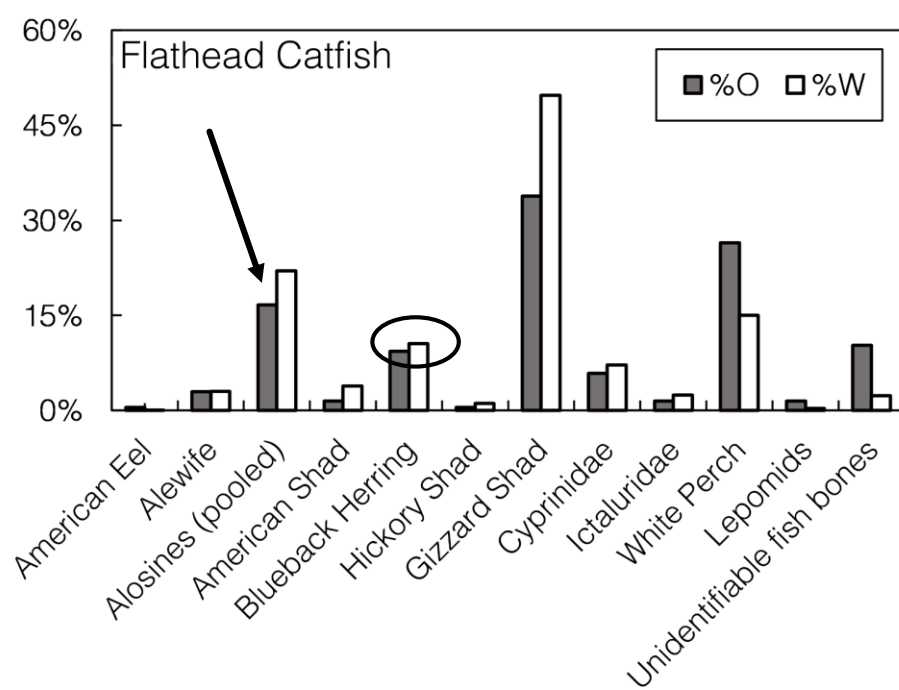 60%
Flathead Catfish
%O %W
45%
30%
15%
0%
American Eel
Alewife
Alosines (pooled)
American Shad
Blueback Herring
Hickory Shad
Gizzard Shad
Cyprinidae
Ictaluridae
White Perch
Lepomids
Unidentifiable fish bones